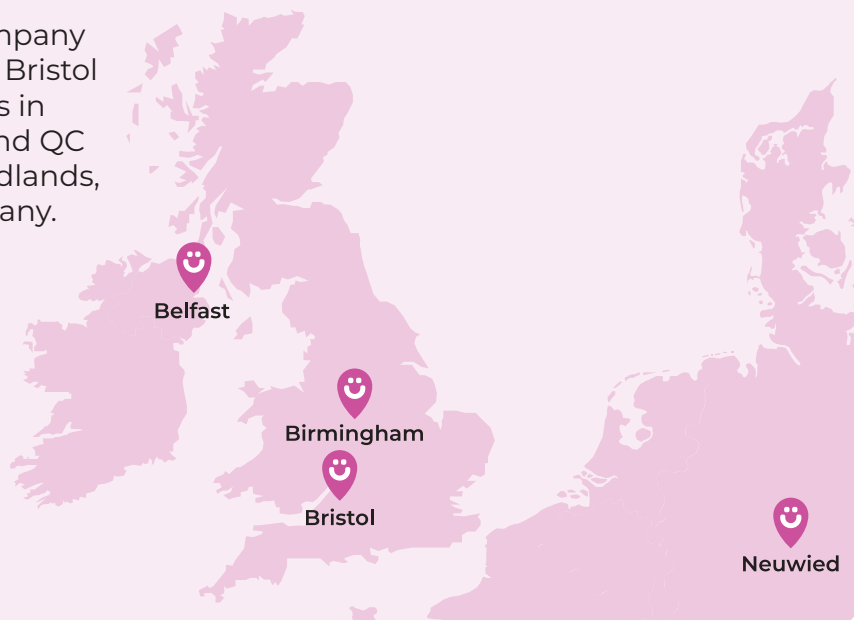 mpany
Bristol
s in
nd QC
dlands,
any.
Belfast
Birmingham
Bristol
Neuwied